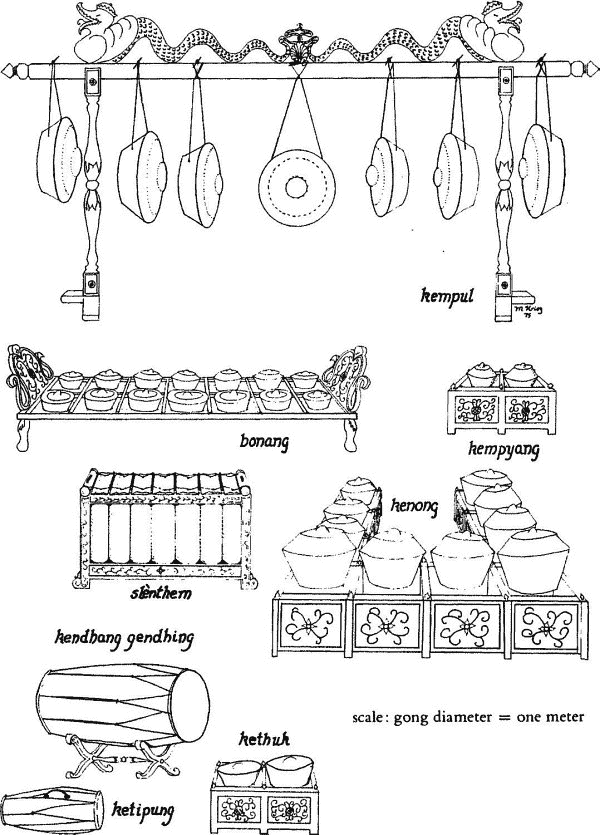 kempul
bonang
kempyang
kenong
slènthem
kendhang gendhing
scale: gong diameter = one meter
kethuk
ketipung